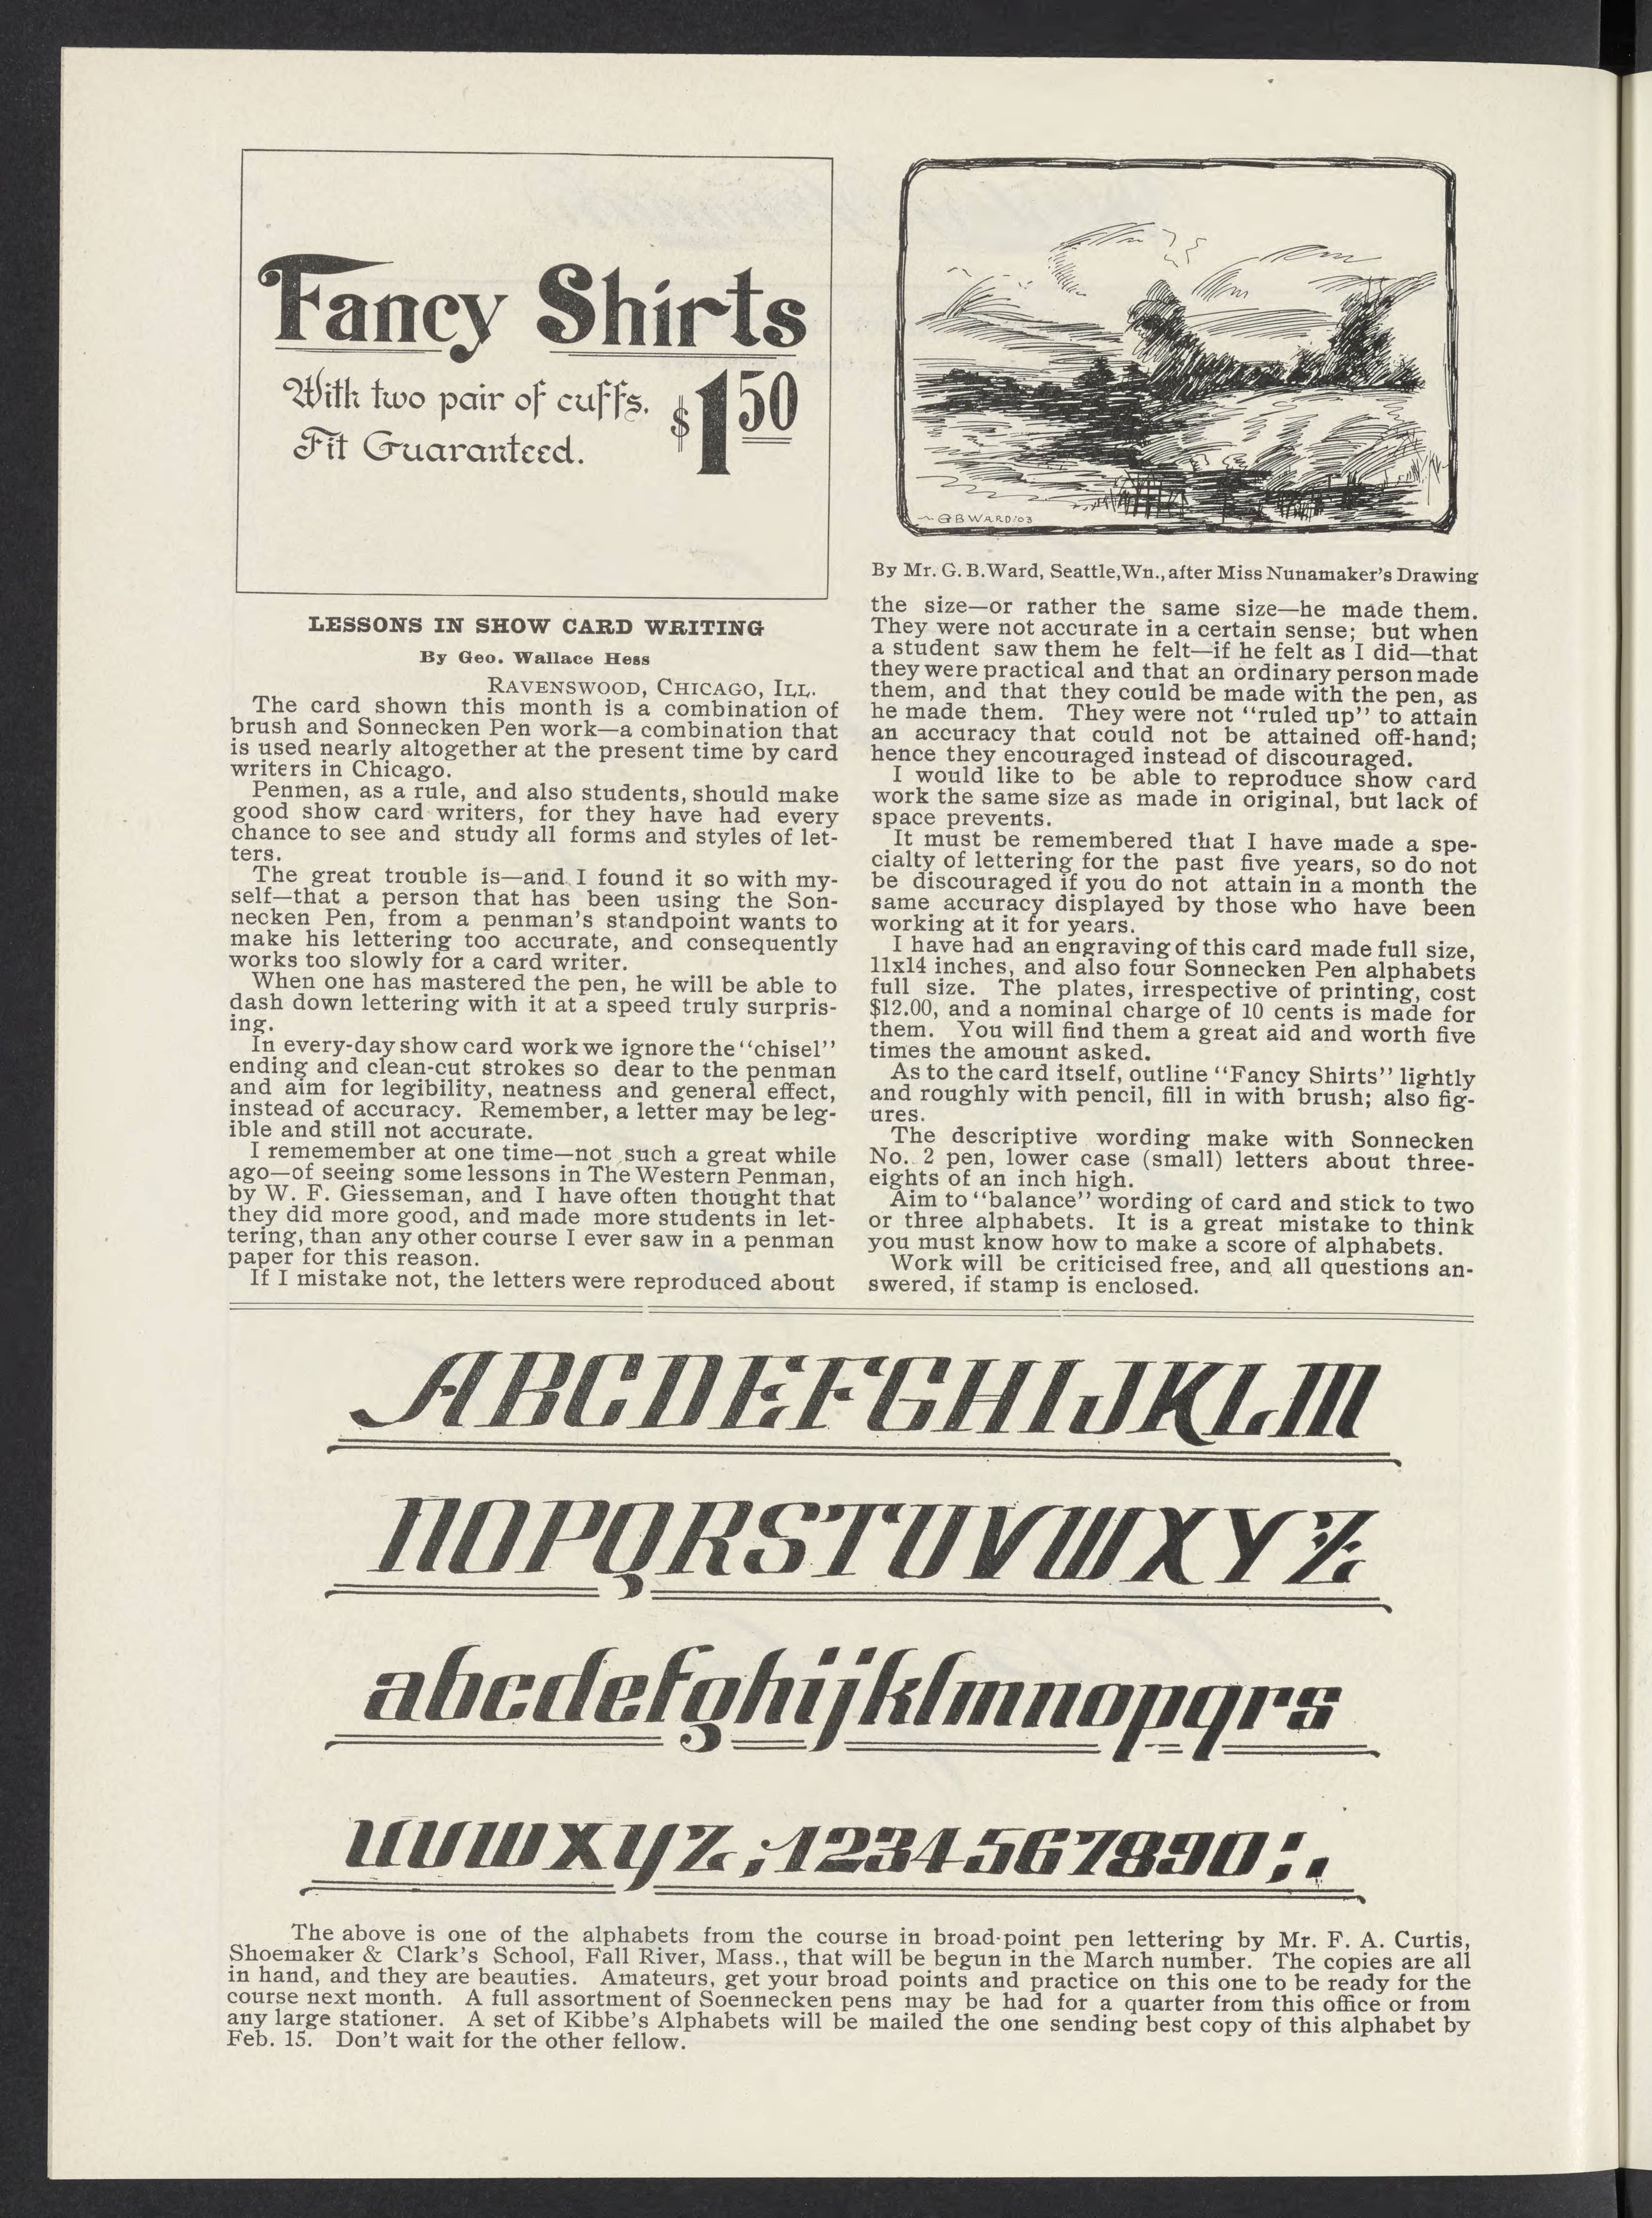 Fancy Shirts
With two pair of cuffs.
Fit Guaranteed.
$1 50
LESSONS IN SHOW CARD WRITING
By Geo. Wallace Hess
RAVENSWOOD, CHICAGO, ILL.
The card shown this month is a combination of
brush and Sonnecken Pen work—a combination that
is used nearly altogether at the present time by card
writers in Chicago.
Penmen, as a rule, and also students, should make
good show card writers, for they have had every
chance to see and study all forms and styles of let-
ters.
The great trouble is—and I found it so with my-
self—that a person that has been using the Son-
necken Pen, from a penman's standpoint wants to
make his lettering too accurate, and consequently
works too slowly for a card writer.
When one has mastered the pen, he will be able to
dash down lettering with it at a speed truly surpris-
ing.
In every-day show card work we ignore the "chisel"
ending and clean-cut strokes so dear to the penman
and aim for legibility, neatness and general effect,
instead of accuracy. Remember, a letter may be leg-
ible and still not accurate.
I rememember at one time—not such a great while
ago—of seeing some lessons in The Western Penman,
by W. F. Giesseman, and I have often thought that
they did more good, and made more students in let-
tering, than any other course I ever saw in a penman
paper for this reason.
If I mistake not, the letters were reproduced about
G B WARD '03
By Mr. G. B. Ward, Seattle, Wn., after Miss Nunamaker's Drawing
the size—or rather the same size—he made them.
They were not accurate in a certain sense; but when
a student saw them he felt—if he felt as I did—that
they were practical and that an ordinary person made
them, and that they could be made with the pen, as
he made them. They were not "ruled up" to attain
an accuracy that could not be attained off-hand;
hence they encouraged instead of discouraged.
I would like to be able to reproduce show card
work the same size as made in original, but lack of
space prevents.
It must be remembered that I have made a spe-
cialty of lettering for the past five years, so do not
be discouraged if you do not attain in a month the
same accuracy displayed by those who have been
working at it for years.
I have had an engraving of this card made full size,
11x14 inches, and also four Sonnecken Pen alphabets
full size. The plates, irrespective of printing, cost
$12.00, and a nominal charge of 10 cents is made for
them. You will find them a great aid and worth five
times the amount asked.
As to the card itself, outline "Fancy Shirts" lightly
and roughly with pencil, fill in with brush; also fig-
ures.
The descriptive wording make with Sonnecken
No. 2 pen, lower case (small) letters about three-
eights of an inch high.
Aim to "balance" wording of card and stick to two
or three alphabets. It is a great mistake to think
you must know how to make a score of alphabets.
Work will be criticised free, and all questions an-
swered, if stamp is enclosed.
ABCDEFGHIJKLM
NOPQRSTUVWXYZ
abcdefghijklmnopqrs
uvwxyz;1234567890;.
The above is one of the alphabets from the course in broad-point pen lettering by Mr. F. A. Curtis,
Shoemaker & Clark's School, Fall River, Mass., that will be begun in the March number. The copies are all
in hand, and they are beauties. Amateurs, get your broad points and practice on this one to be ready for the
course next month. A full assortment of Soennecken pens may be had for a quarter from this office or from
any large stationer. A set of Kibbe's Alphabets will be mailed the one sending best copy of this alphabet by
Feb. 15. Don't wait for the other fellow.